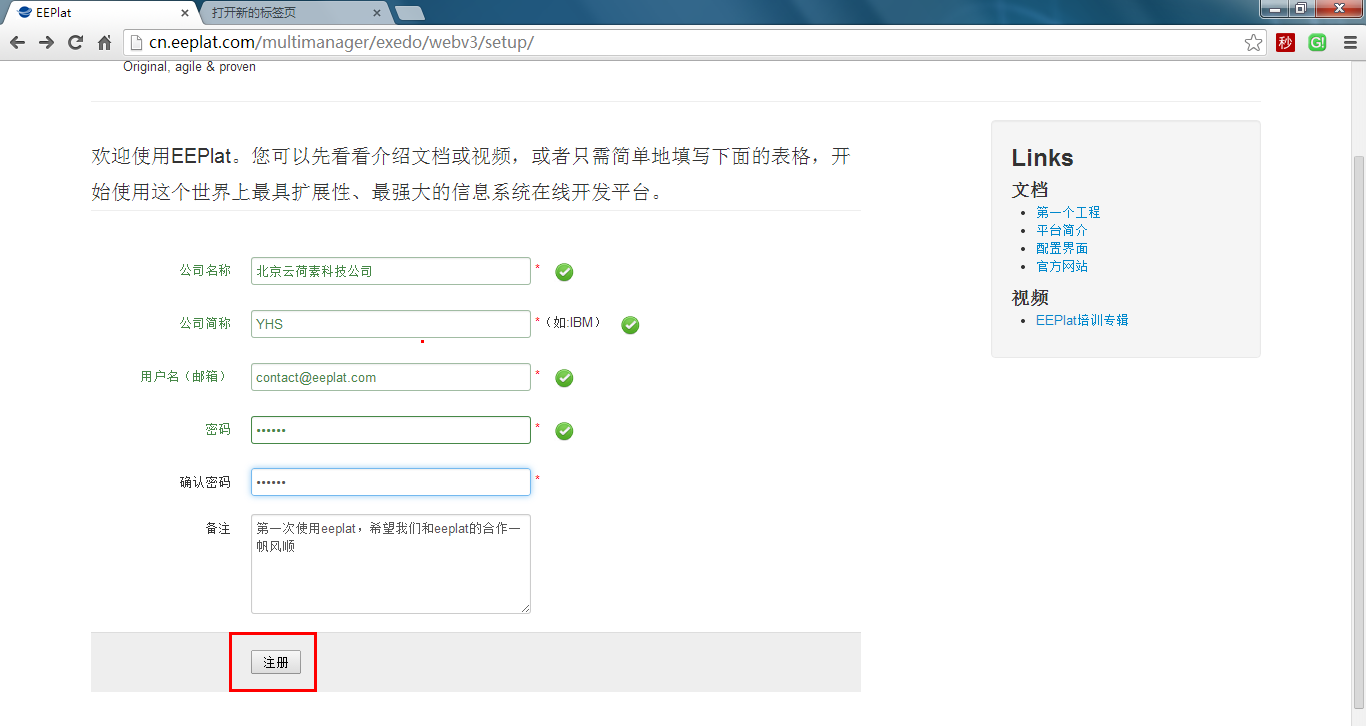 EEPlat
打开新的标签页
cn.eeplat.com/multimanager/exedo/webv3/setup/
秒
G!
Original, agile & proven
欢迎使用EEPlat。您可以先看看介绍文档或视频，或者只需简单地填写下面的表格，开
始使用这个世界上最具扩展性、最强大的信息系统在线开发平台。
公司名称 北京云荷素科技公司 *
公司简称 YHS *（如:IBM）
用户名（邮箱） contact@eeplat.com *
密码 •••••• *
确认密码 •••••• *
备注 第一次使用eeplat，希望我们和eeplat的合作一
帆风顺
注册
Links
文档
• 第一个工程
• 平台简介
• 配置界面
• 官方网站
视频
• EEPlat培训专辑